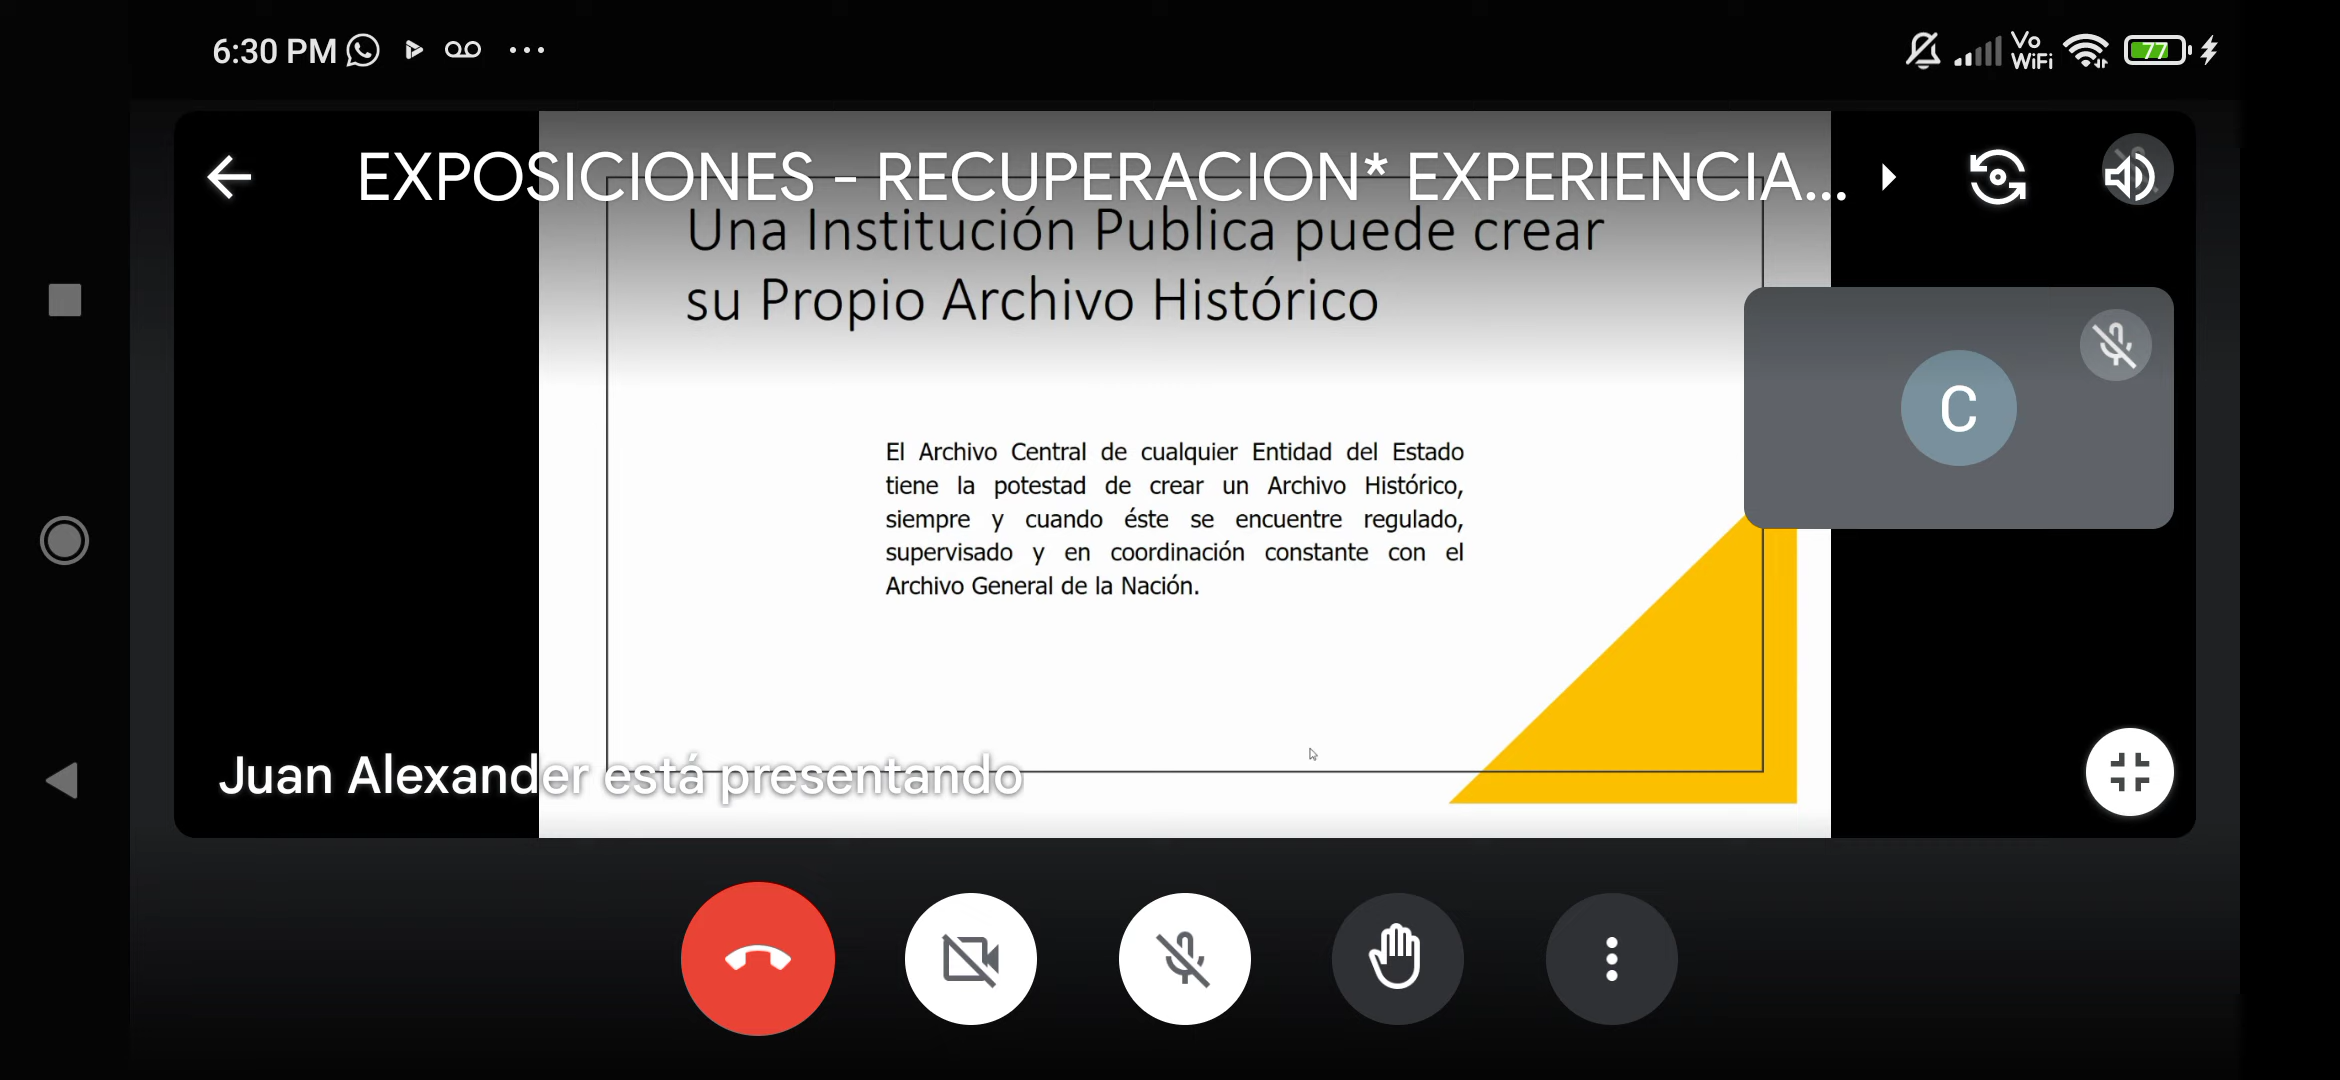 6:30 PM
Vo
WiFi
77
EXPOSICIONES - RECUPERACION* EXPERIENCIA...
Una Institución Publica puede crear
su Propio Archivo Histórico
C
El Archivo Central de cualquier Entidad del Estado
tiene la potestad de crear un Archivo Histórico,
siempre y cuando éste se encuentre regulado,
supervisado y en coordinación constante con el
Archivo General de la Nación.
Juan Alexander está presentando